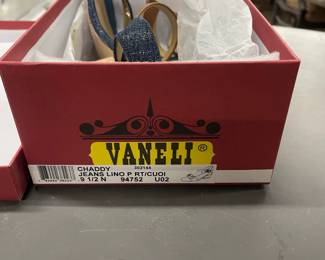 VANELI ®
CHADDY
JEANS LINO P RT/CUOI
9 1/2 N 94752 U02